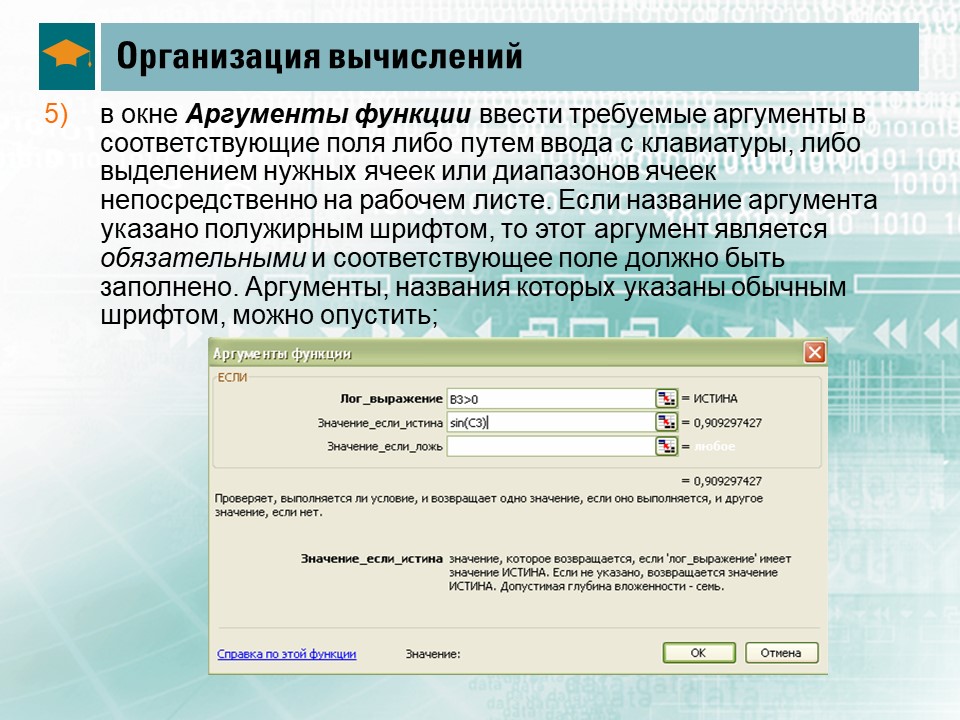 Организация вычислений
5) в окне Аргументы функции ввести требуемые аргументы в
соответствующие поля либо путем ввода с клавиатуры, либо
выделением нужных ячеек или диапазонов ячеек
непосредственно на рабочем листе. Если название аргумента
указано полужирным шрифтом, то этот аргумент является
обязательными и соответствующее поле должно быть
заполнено. Аргументы, названия которых указаны обычным
шрифтом, можно опустить;
Аргументы функции
ЕСЛИ
Лог_выражение B3>0 = ИСТИНА
Значение_если_истина sin(C3) = 0,909297427
Значение_если_ложь = любое
= 0,909297427
Проверяет, выполняется ли условие, и возвращает одно значение, если оно выполняется, и другое
значение, если нет.
Значение_если_истина значение, которое возвращается, если 'лог_выражение' имеет
значение ИСТИНА. Если не указано, возвращается значение
ИСТИНА. Допустимая глубина вложенности - семь.
Справка по этой функции Значение: ОК Отмена